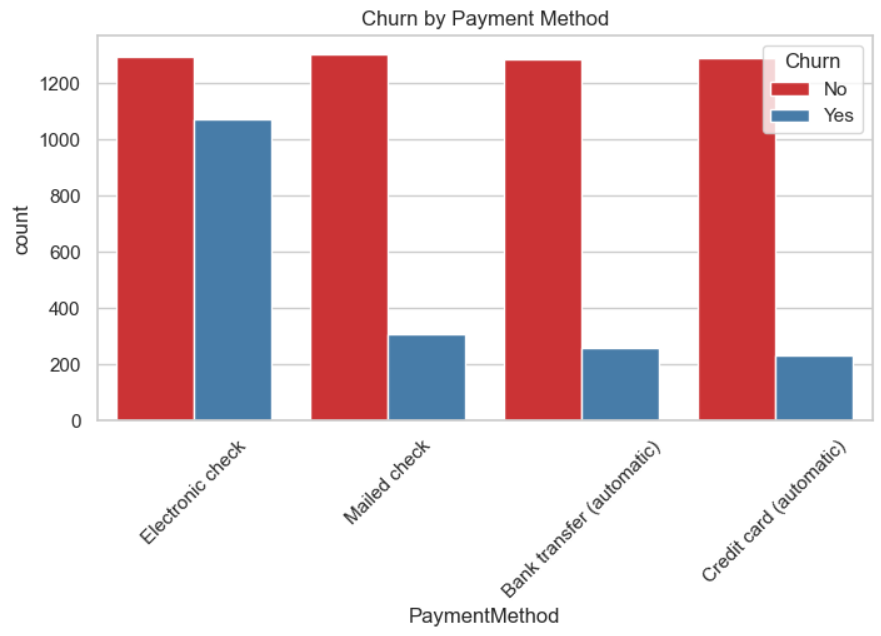 Churn by Payment Method
Churn
No
Yes
count
1200
1000
800
600
400
200
0
Electronic check
Mailed check
Bank transfer (automatic)
Credit card (automatic)
PaymentMethod